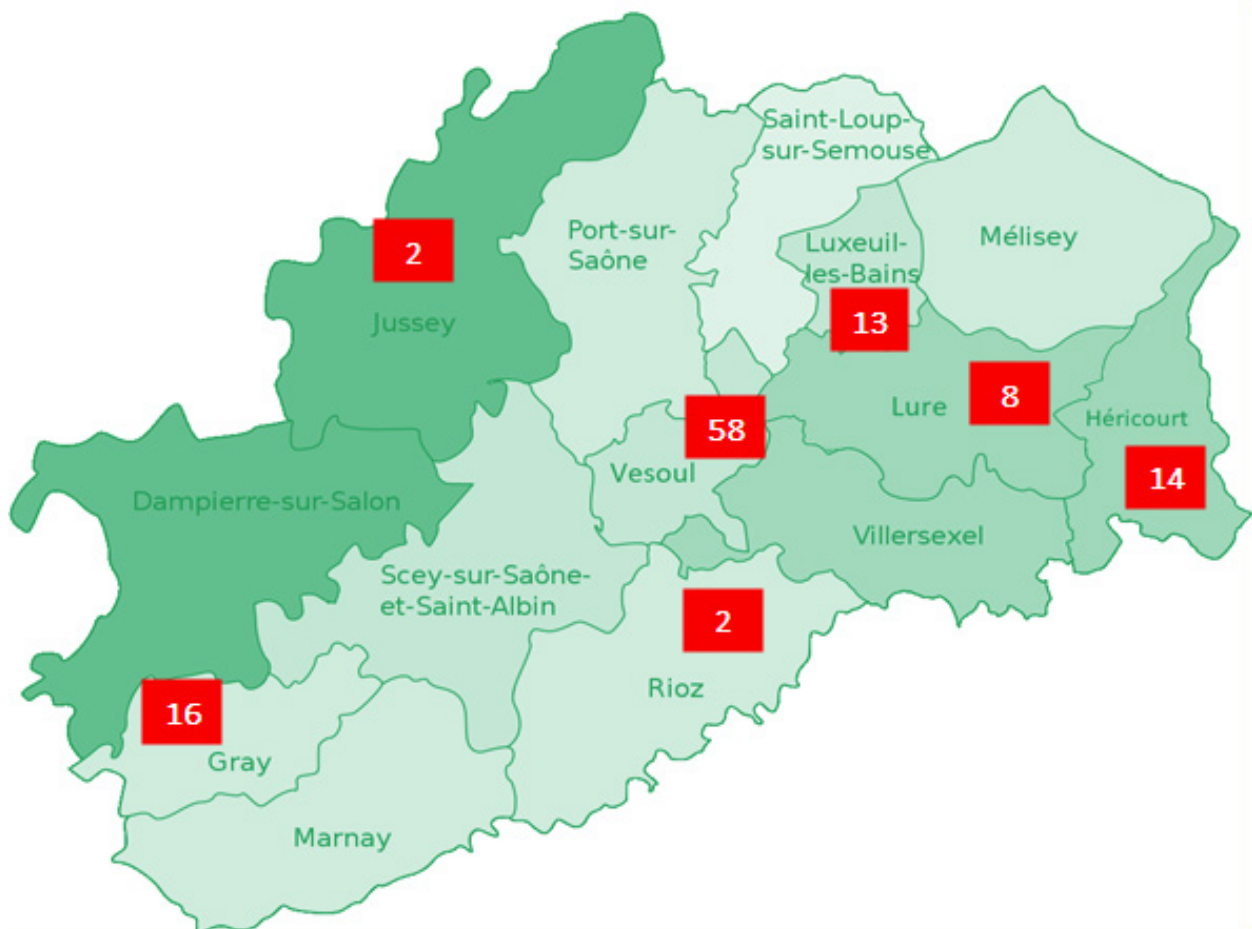 Saint-Loup-
sur-Semouse
Port-sur-
Saône
Luxeuil-
les-Bains
Mélisey
2
Jussey
13
8
Lure
Héricourt
58
Vesoul
14
Dampierre-sur-Salon
Villersexel
Scey-sur-Saône-
et-Saint-Albin
2
Rioz
16
Gray
Marnay